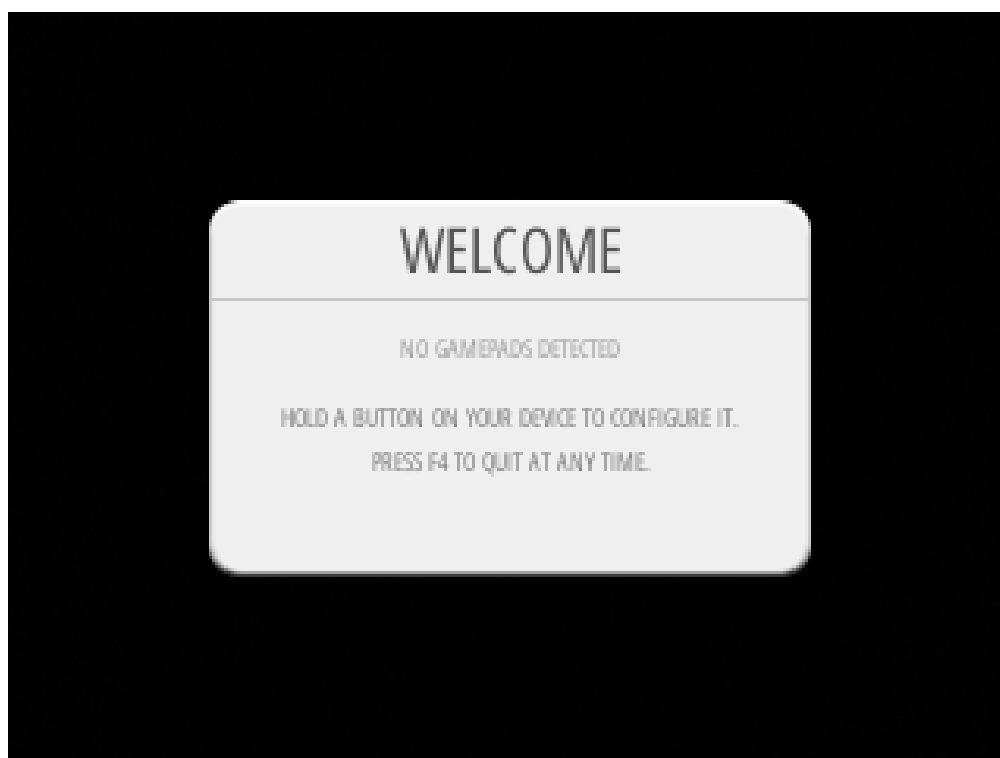 WELCOME
NO GAMEPADS DETECTED
HOLD A BUTTON ON YOUR DEVICE TO CONFIGURE IT.
PRESS F4 TO QUIT AT ANY TIME.